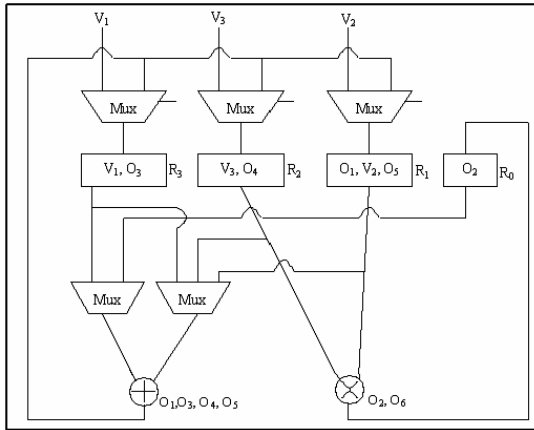 V₁ V₃ V₂
Mux Mux Mux
V₁, O₃ R₃ V₃, O₄ R₂ O₁, V₂, O₅ R₁ O₂ R₀
Mux Mux
O₁,O₃, O₄, O₅ O₂, O₆